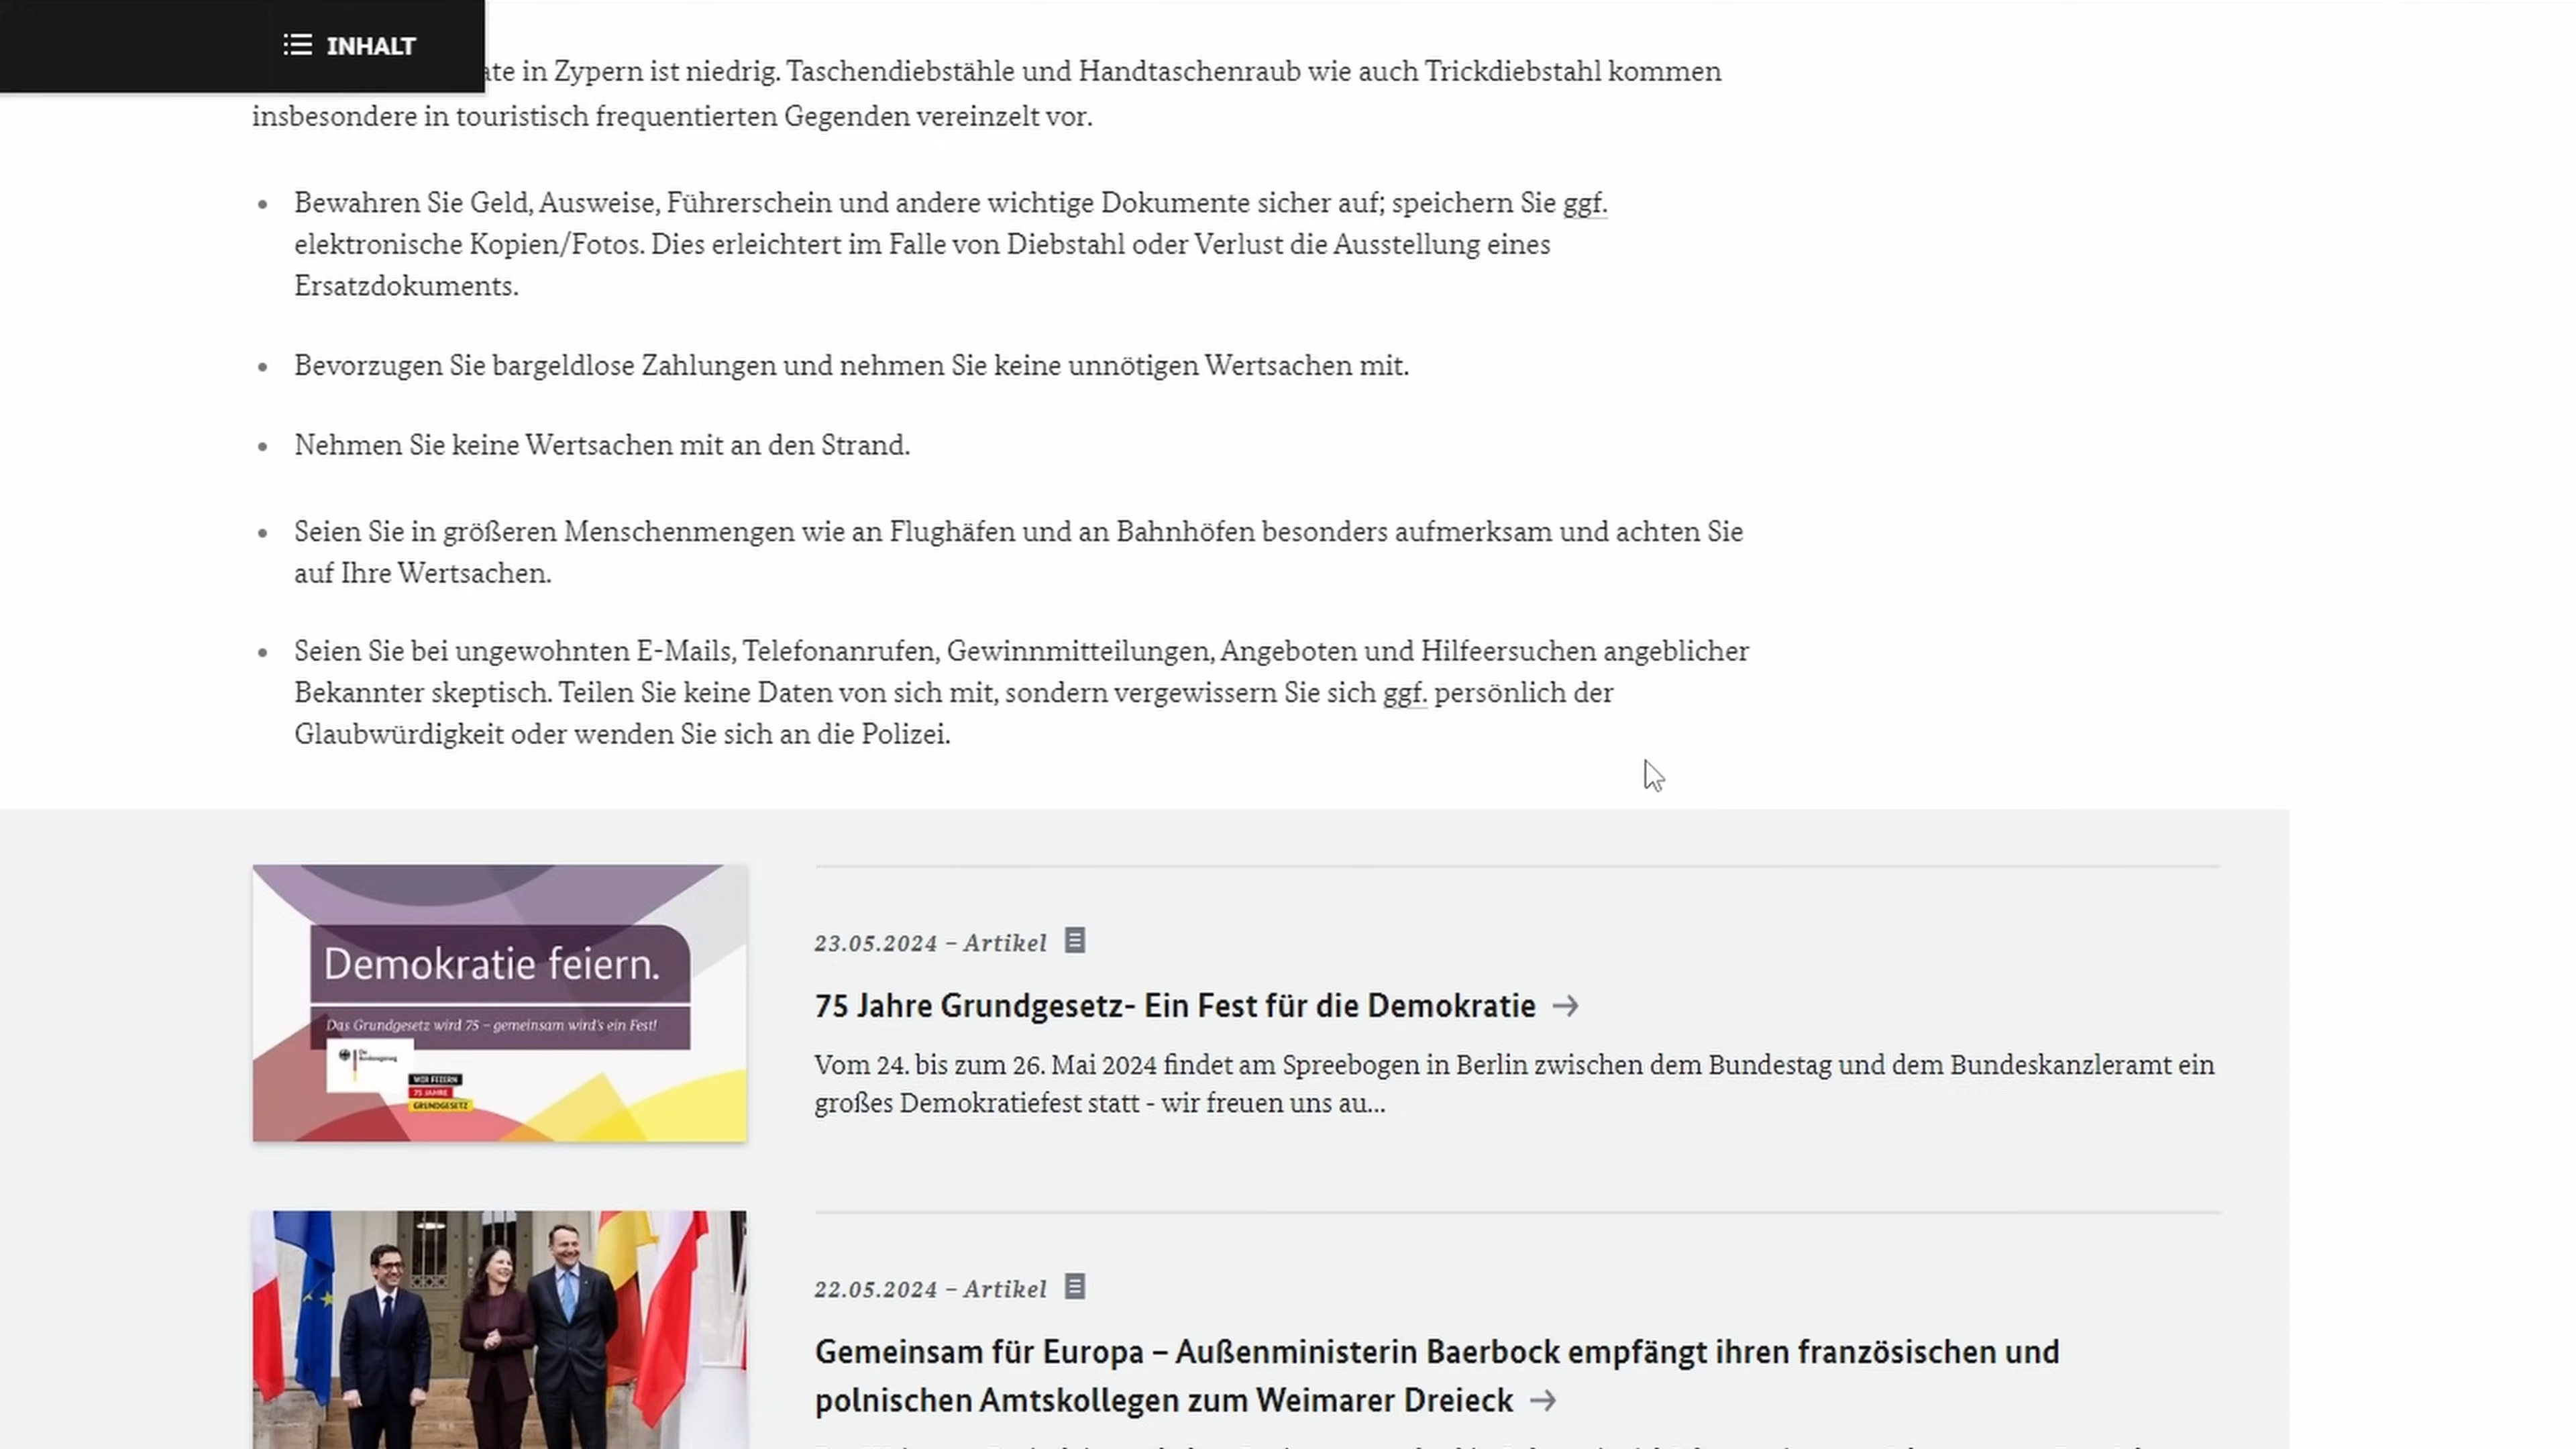 INHALT
ate in Zypern ist niedrig. Taschendiebstähle und Handtaschenraub wie auch Trickdiebstahl kommen
insbesondere in touristisch frequentierten Gegenden vereinzelt vor.
Bewahren Sie Geld, Ausweise, Führerschein und andere wichtige Dokumente sicher auf; speichern Sie ggf.
elektronische Kopien/Fotos. Dies erleichtert im Falle von Diebstahl oder Verlust die Ausstellung eines
Ersatzdokuments.
Bevorzugen Sie bargeldlose Zahlungen und nehmen Sie keine unnötigen Wertsachen mit.
Nehmen Sie keine Wertsachen mit an den Strand.
Seien Sie in größeren Menschenmengen wie an Flughäfen und an Bahnhöfen besonders aufmerksam und achten Sie
auf Ihre Wertsachen.
Seien Sie bei ungewohnten E-Mails, Telefonanrufen, Gewinnmitteilungen, Angeboten und Hilfeersuchen angeblicher
Bekannter skeptisch. Teilen Sie keine Daten von sich mit, sondern vergewissern Sie sich ggf. persönlich der
Glaubwürdigkeit oder wenden Sie sich an die Polizei.
Demokratie feiern.
Das Grundgesetz wird 75 – gemeinsam wird's ein Fest!
Die
Bundesregierung
WIR FEIERN
75 JAHRE
GRUNDGESETZ
23.05.2024 – Artikel
75 Jahre Grundgesetz- Ein Fest für die Demokratie
Vom 24. bis zum 26. Mai 2024 findet am Spreebogen in Berlin zwischen dem Bundestag und dem Bundeskanzleramt ein
großes Demokratiefest statt - wir freuen uns au...
22.05.2024 – Artikel
Gemeinsam für Europa – Außenministerin Baerbock empfängt ihren französischen und
polnischen Amtskollegen zum Weimarer Dreieck